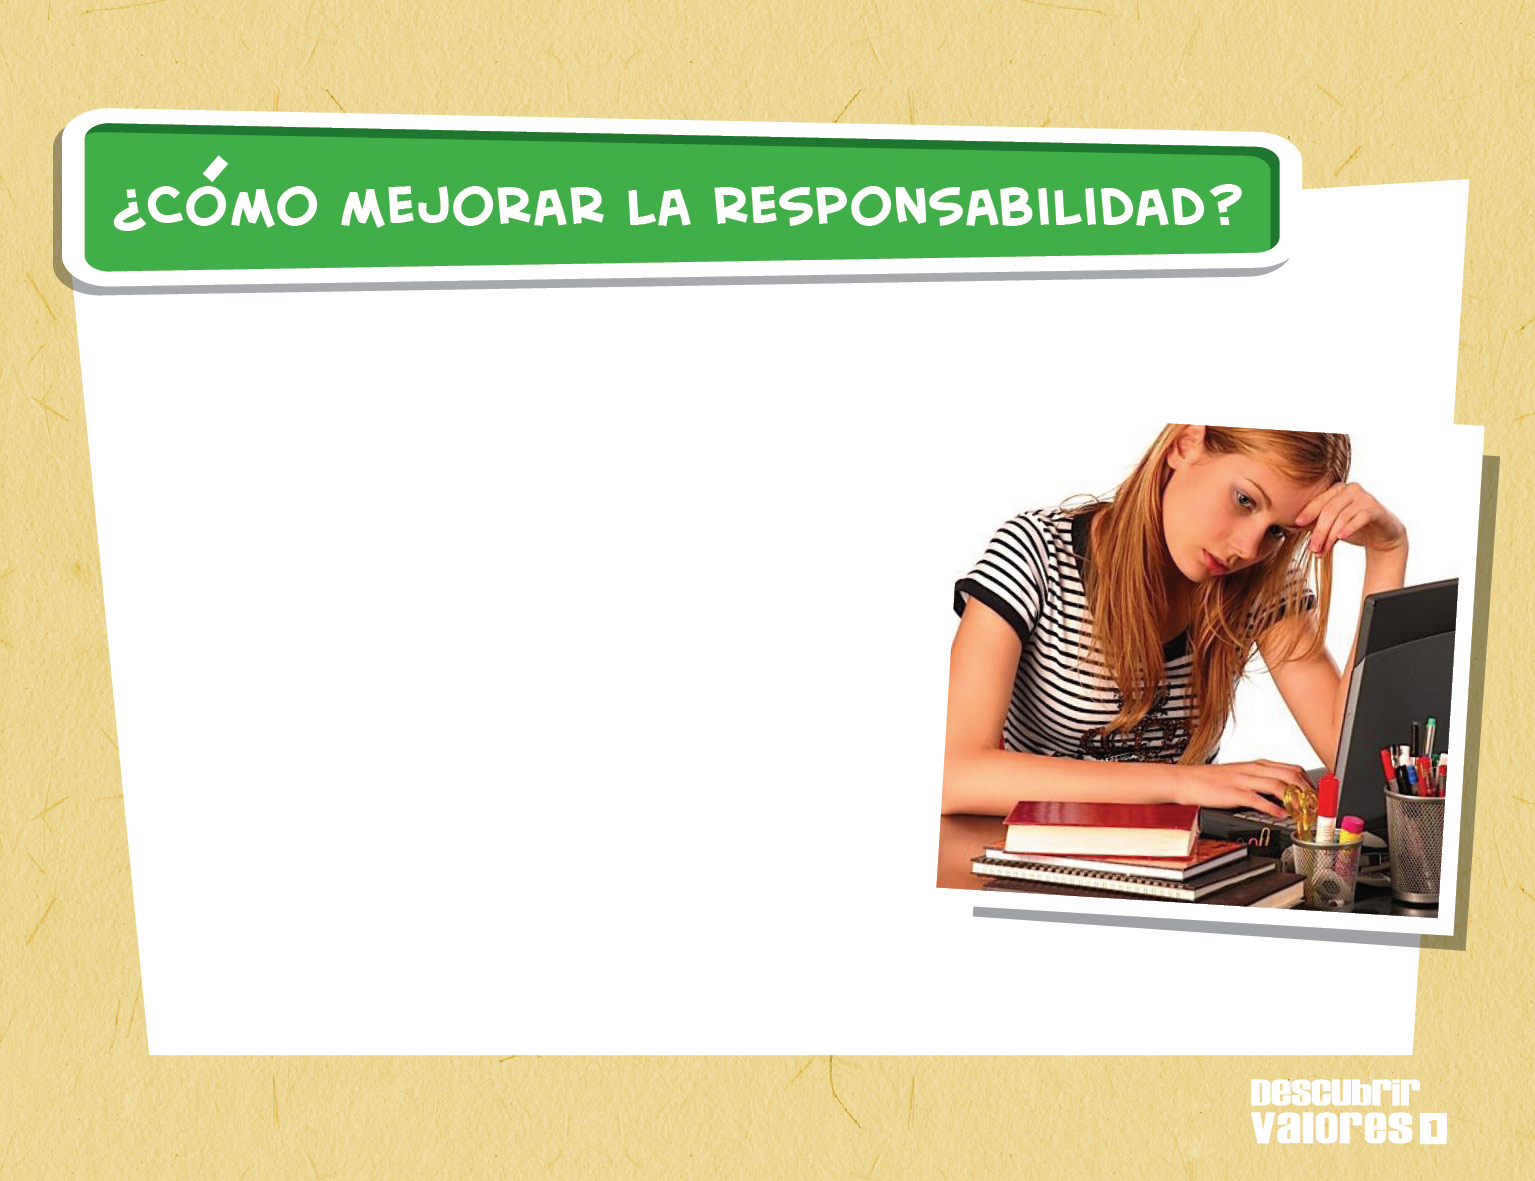 ¿CÓMO MEJORAR LA RESPONSABILIDAD?
Descubrir
valores 1